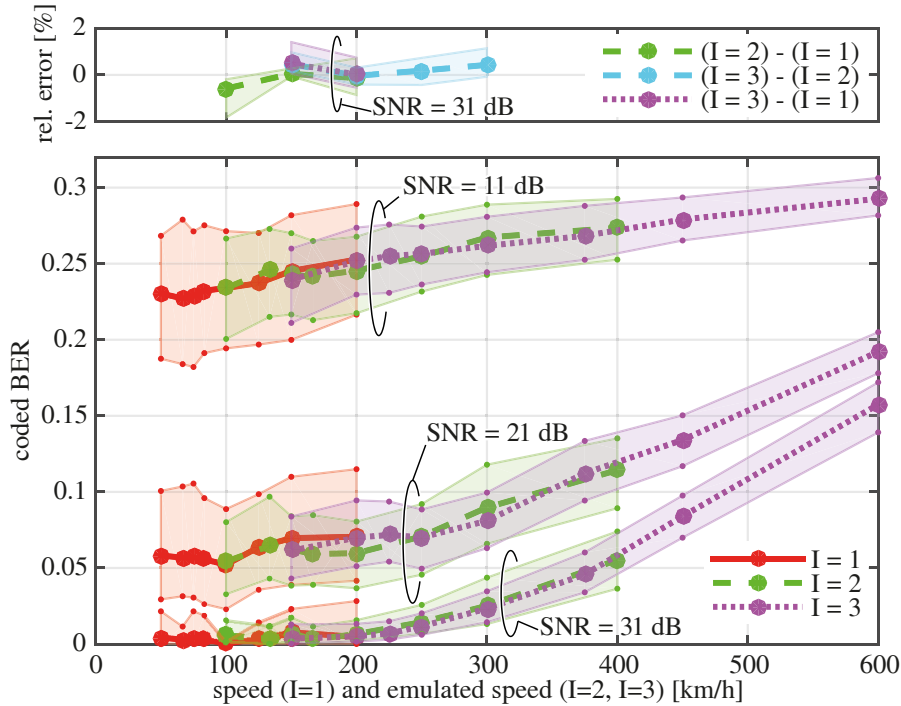 rel. error [%]
2
0
-2
(I = 2) - (I = 1)
(I = 3) - (I = 2)
(I = 3) - (I = 1)
SNR = 31 dB
coded BER
0.3
0.25
0.2
0.15
0.1
0.05
0
SNR = 11 dB
SNR = 21 dB
SNR = 31 dB
I = 1
I = 2
I = 3
0 100 200 300 400 500 600
speed (I=1) and emulated speed (I=2, I=3) [km/h]